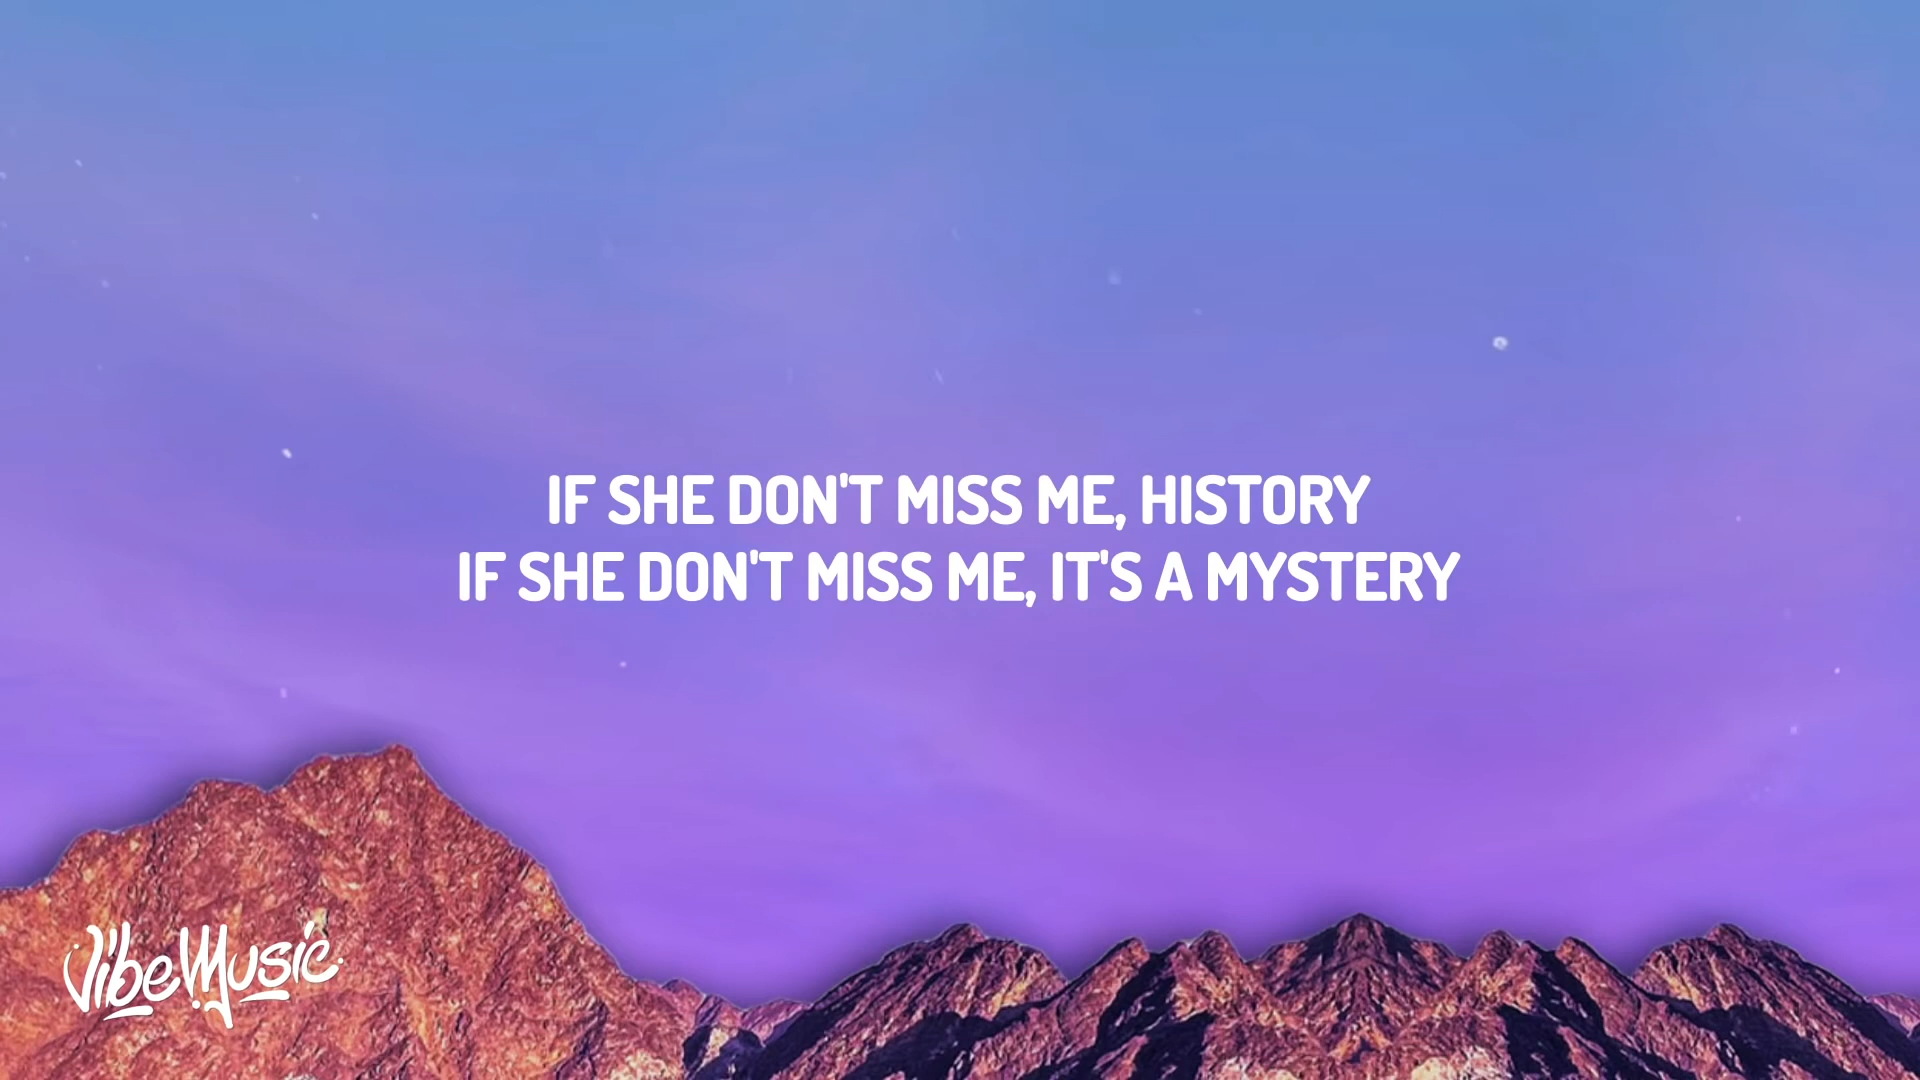 IF SHE DON'T MISS ME, HISTORY
IF SHE DON'T MISS ME, IT'S A MYSTERY
VibeMusic